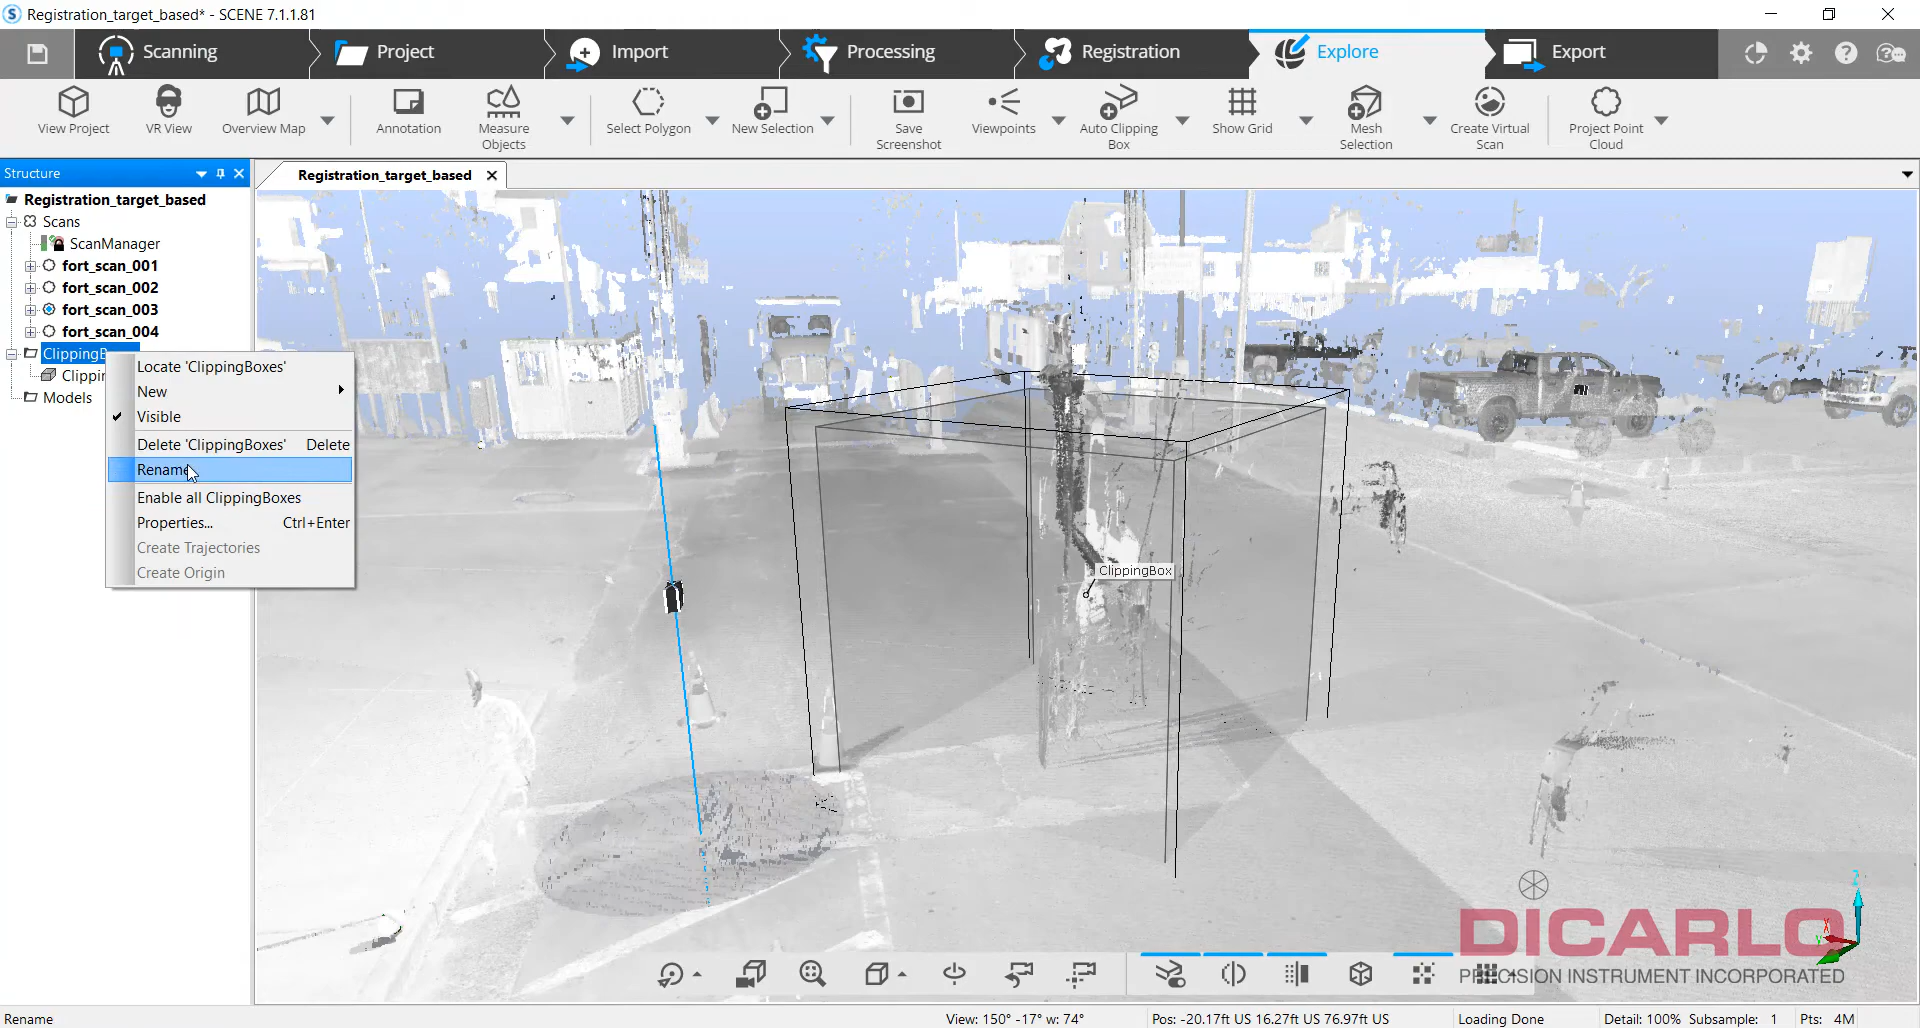 Registration_target_based* - SCENE 7.1.1.81
Scanning
Project
Import
Processing
Registration
Explore
Export
View Project
VR View
Overview Map
Annotation
Measure Objects
Select Polygon
New Selection
Save Screenshot
Viewpoints
Auto Clipping Box
Show Grid
Mesh Selection
Create Virtual Scan
Project Point Cloud
Structure
Registration_target_based
Registration_target_based
Scans
ScanManager
fort_scan_001
fort_scan_002
fort_scan_003
fort_scan_004
ClippingB
Clippin
Models
Locate 'ClippingBoxes'
New
Visible
Delete 'ClippingBoxes' Delete
Rename
Enable all ClippingBoxes
Properties... Ctrl+Enter
Create Trajectories
Create Origin
ClippingBox
Z
X
Y
DICARLO
PRECISION INSTRUMENT INCORPORATED
Rename
View: 150° -17° w: 74°
Pos: -20.17ft US 16.27ft US 76.97ft US
Loading Done
Detail: 100% Subsample: 1
Pts: 4M